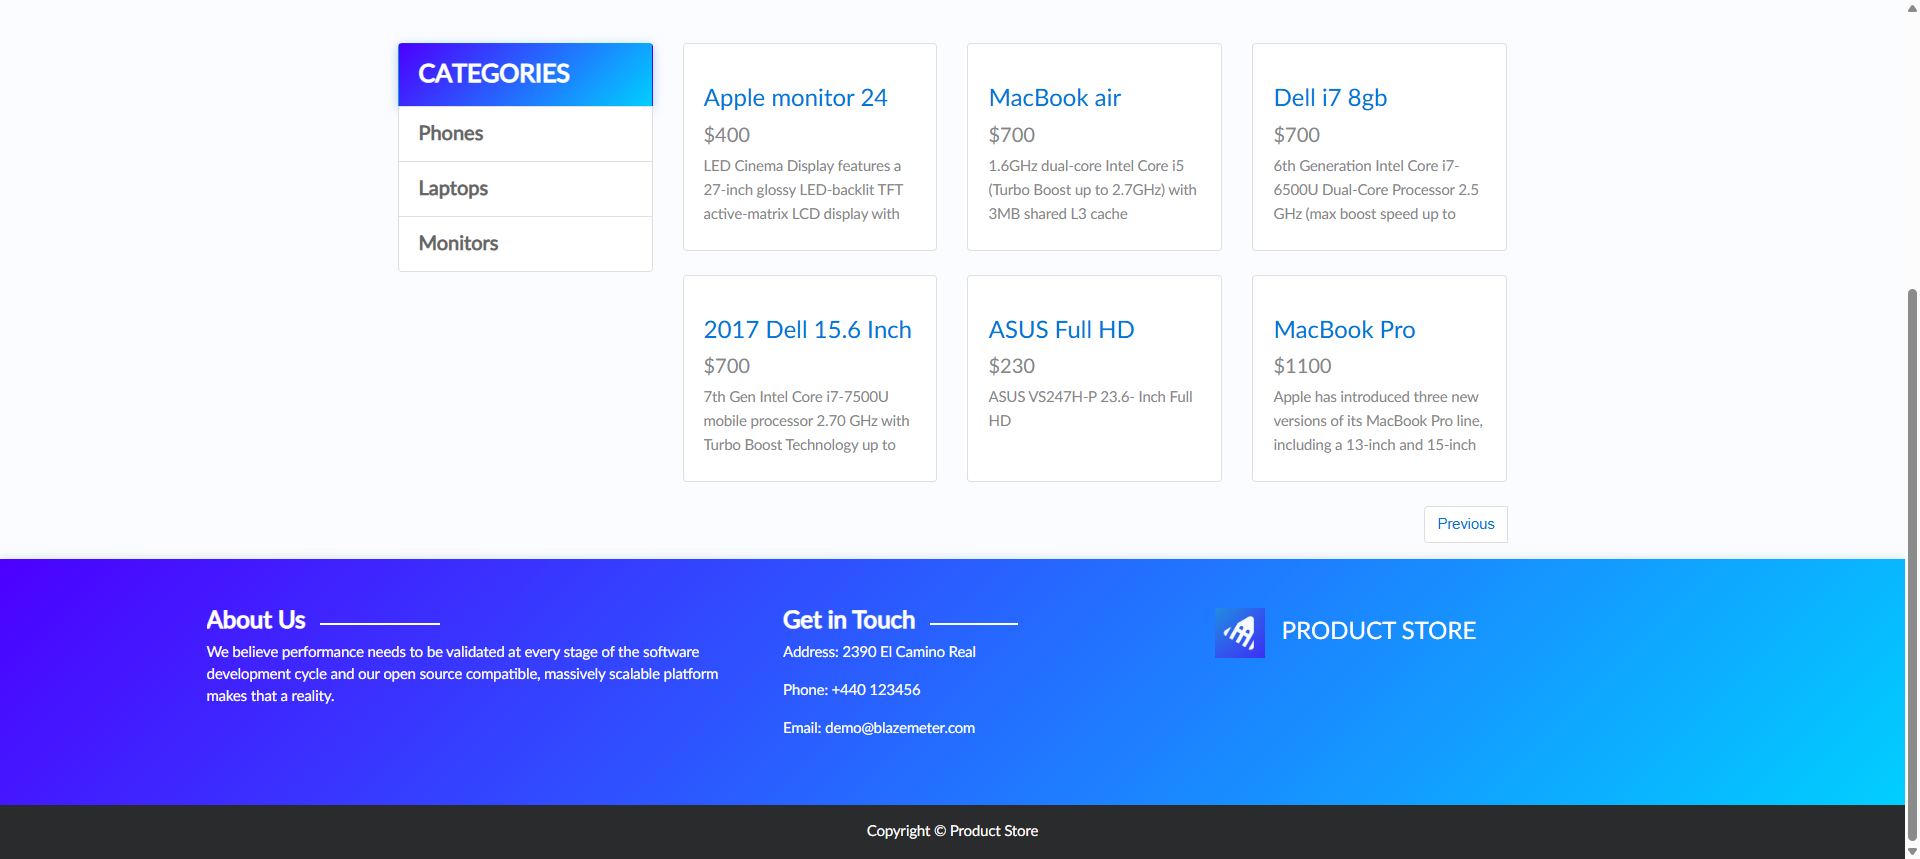 CATEGORIES
Phones
Laptops
Monitors
Apple monitor 24
$400
LED Cinema Display features a
27-inch glossy LED-backlit TFT
active-matrix LCD display with
MacBook air
$700
1.6GHz dual-core Intel Core i5
(Turbo Boost up to 2.7GHz) with
3MB shared L3 cache
Dell i7 8gb
$700
6th Generation Intel Core i7-
6500U Dual-Core Processor 2.5
GHz (max boost speed up to
2017 Dell 15.6 Inch
$700
7th Gen Intel Core i7-7500U
mobile processor 2.70 GHz with
Turbo Boost Technology up to
ASUS Full HD
$230
ASUS VS247H-P 23.6- Inch Full
HD
MacBook Pro
$1100
Apple has introduced three new
versions of its MacBook Pro line,
including a 13-inch and 15-inch
Previous
About Us
We believe performance needs to be validated at every stage of the software
development cycle and our open source compatible, massively scalable platform
makes that a reality.
Get in Touch
Address: 2390 El Camino Real
Phone: +440 123456
Email: demo@blazemeter.com
PRODUCT STORE
Copyright © Product Store